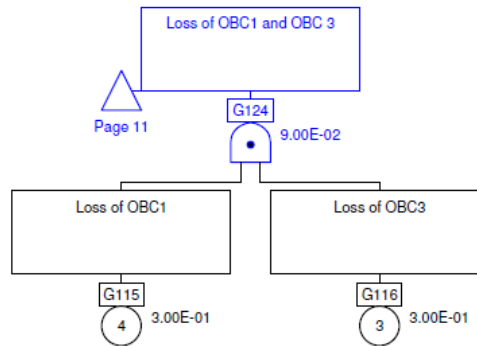 Loss of OBC1 and OBC 3
G124
Page 11
9.00E-02
Loss of OBC1
Loss of OBC3
G115
G116
4
3.00E-01
3
3.00E-01